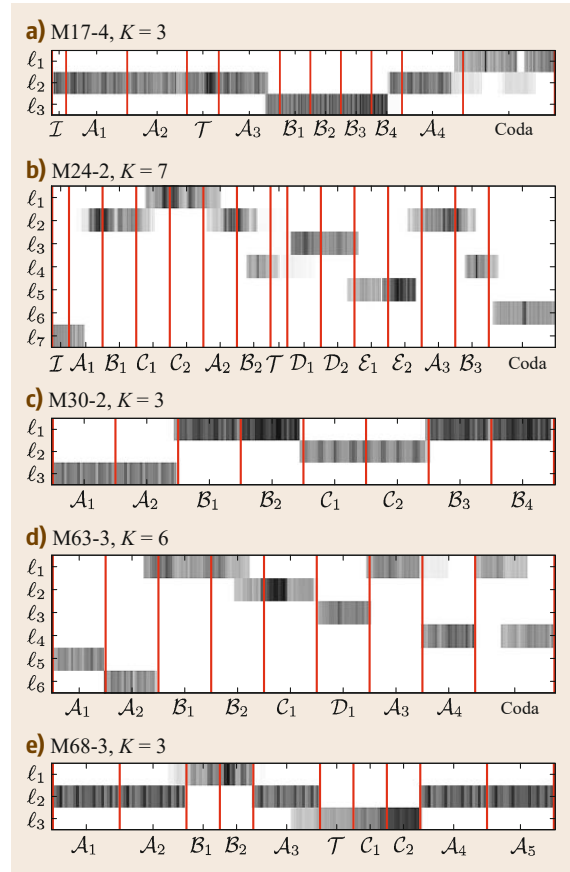 a) M17-4, K = 3
ℓ1
ℓ2
ℓ3
I A1 A2 T A3 B1 B2 B3 B4 A4 Coda
b) M24-2, K = 7
ℓ1
ℓ2
ℓ3
ℓ4
ℓ5
ℓ6
ℓ7
I A1 B1 C1 C2 A2 B2 T D1 D2 E1 E2 A3 B3 Coda
c) M30-2, K = 3
ℓ1
ℓ2
ℓ3
A1 A2 B1 B2 C1 C2 B3 B4
d) M63-3, K = 6
ℓ1
ℓ2
ℓ3
ℓ4
ℓ5
ℓ6
A1 A2 B1 B2 C1 D1 A3 A4 Coda
e) M68-3, K = 3
ℓ1
ℓ2
ℓ3
A1 A2 B1 B2 A3 T C1 C2 A4 A5